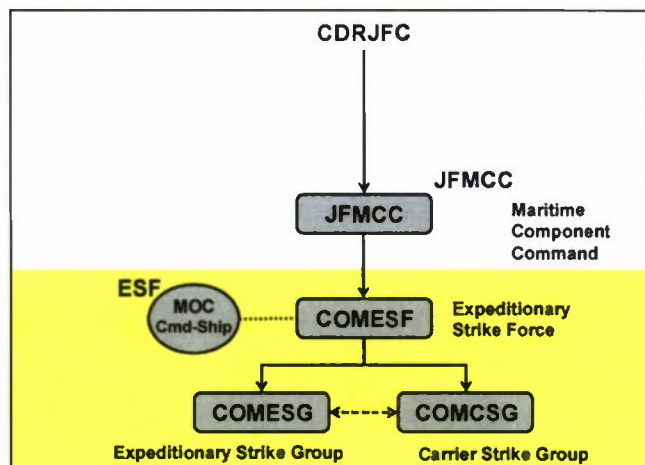 CDRJFC
JFMCC
JFMCC
Maritime
Component
Command
ESF
MOC
Cmd-Ship
COMESF
Expeditionary
Strike Force
COMESG
COMCSG
Expeditionary Strike Group
Carrier Strike Group